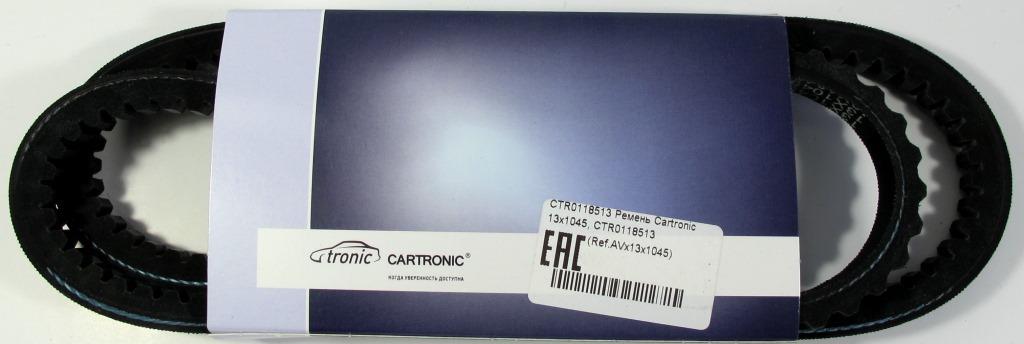 tronic CARTRONIC®
КОГДА УВЕРЕННОСТЬ ДОСТУПНА
CTR0118513 Ремень Cartronic
13x1045, CTR0118513
(Ref.AVx13x1045)
EAC